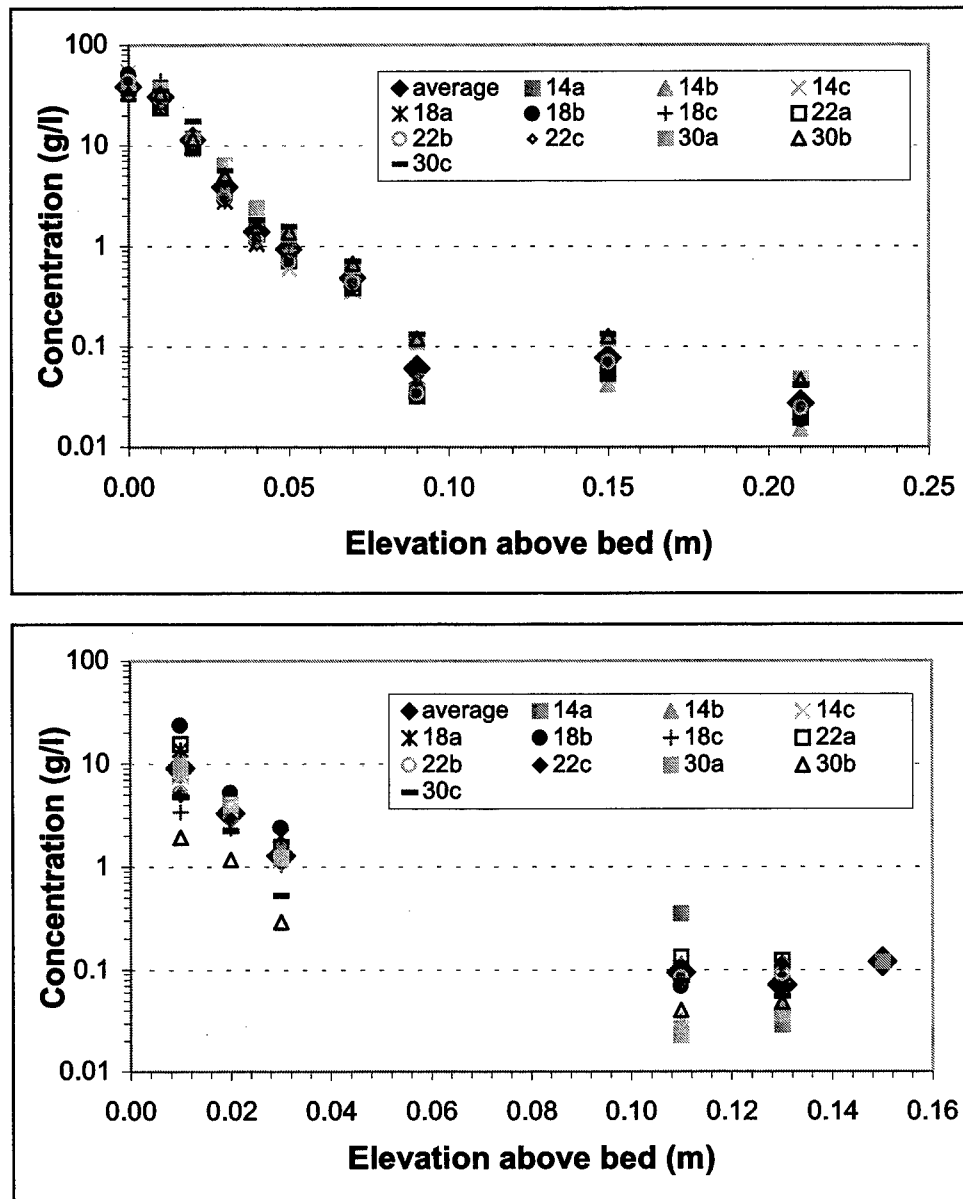 100
10
1
0.1
0.01
Concentration (g/l)
average 14a 14b 14c
18a 18b 18c 22a
22b 22c 30a 30b
30c
0.00 0.05 0.10 0.15 0.20 0.25
Elevation above bed (m)
100
10
1
0.1
0.01
Concentration (g/l)
average 14a 14b 14c
18a 18b 18c 22a
22b 22c 30a 30b
30c
0.00 0.02 0.04 0.06 0.08 0.10 0.12 0.14 0.16
Elevation above bed (m)